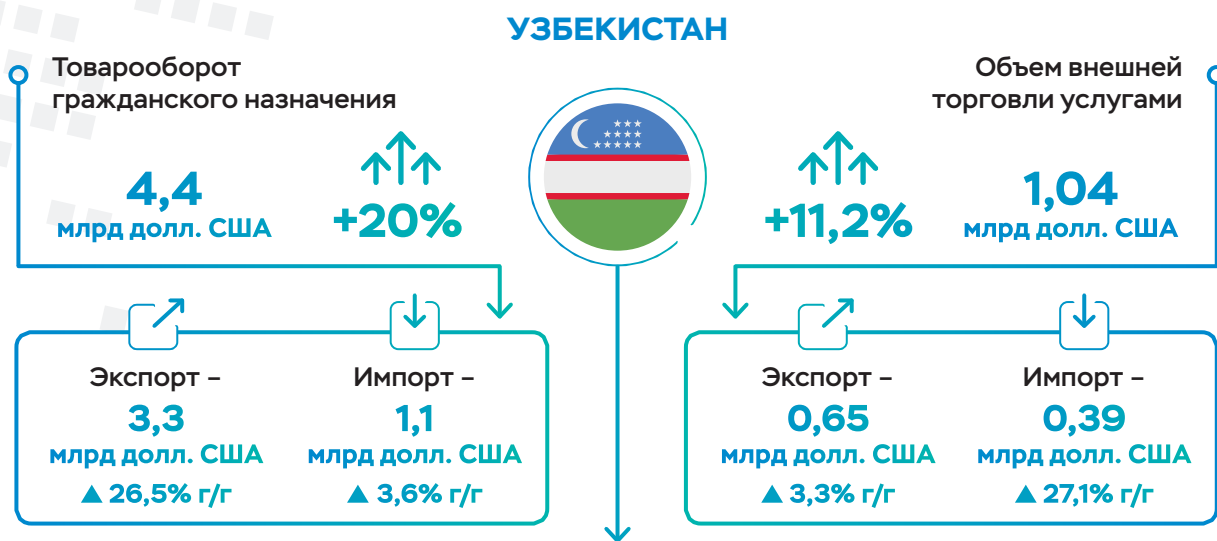 УЗБЕКИСТАН
Товарооборот
гражданского назначения
4,4
млрд долл. США
+20%
Объем внешней
торговли услугами
+11,2%
1,04
млрд долл. США
Экспорт –
3,3
млрд долл. США
▲ 26,5% г/г
Импорт –
1,1
млрд долл. США
▲ 3,6% г/г
Экспорт –
0,65
млрд долл. США
▲ 3,3% г/г
Импорт –
0,39
млрд долл. США
▲ 27,1% г/г